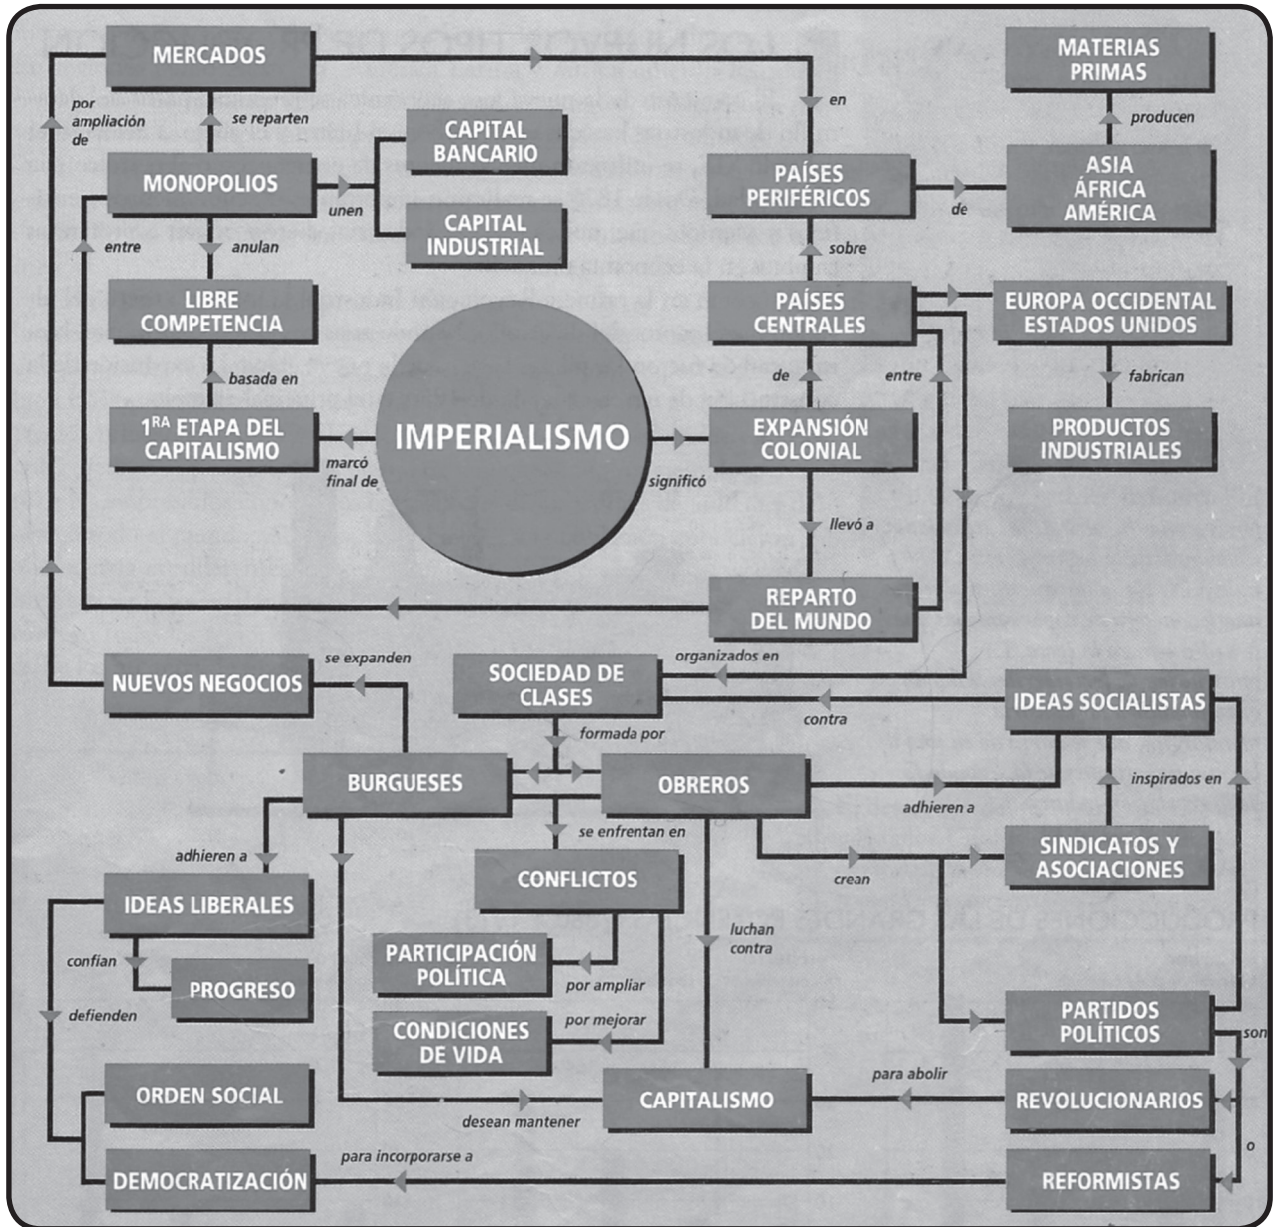 MERCADOS
MATERIAS
PRIMAS
por
ampliación
de
se reparten
en
producen
CAPITAL
BANCARIO
MONOPOLIOS
unen
PAÍSES
PERIFÉRICOS
de
ASIA
ÁFRICA
AMÉRICA
CAPITAL
INDUSTRIAL
entre
anulan
sobre
LIBRE
COMPETENCIA
PAÍSES
CENTRALES
EUROPA OCCIDENTAL
ESTADOS UNIDOS
basada en
de
entre
fabrican
1RA ETAPA DEL
CAPITALISMO
marcó
final de
IMPERIALISMO
significó
EXPANSIÓN
COLONIAL
PRODUCTOS
INDUSTRIALES
llevó a
REPARTO
DEL MUNDO
NUEVOS NEGOCIOS
se expanden
SOCIEDAD DE
CLASES
organizados en
contra
IDEAS SOCIALISTAS
formada por
BURGUESES
OBREROS
adhieren a
inspirados en
se enfrentan en
adhieren a
crean
SINDICATOS Y
ASOCIACIONES
CONFLICTOS
IDEAS LIBERALES
luchan
contra
confían
PROGRESO
PARTICIPACIÓN
POLÍTICA
por ampliar
defienden
CONDICIONES
DE VIDA
por mejorar
PARTIDOS
POLÍTICOS
son
ORDEN SOCIAL
desean mantener
CAPITALISMO
para abolir
REVOLUCIONARIOS
o
DEMOCRATIZACIÓN
para incorporarse a
REFORMISTAS